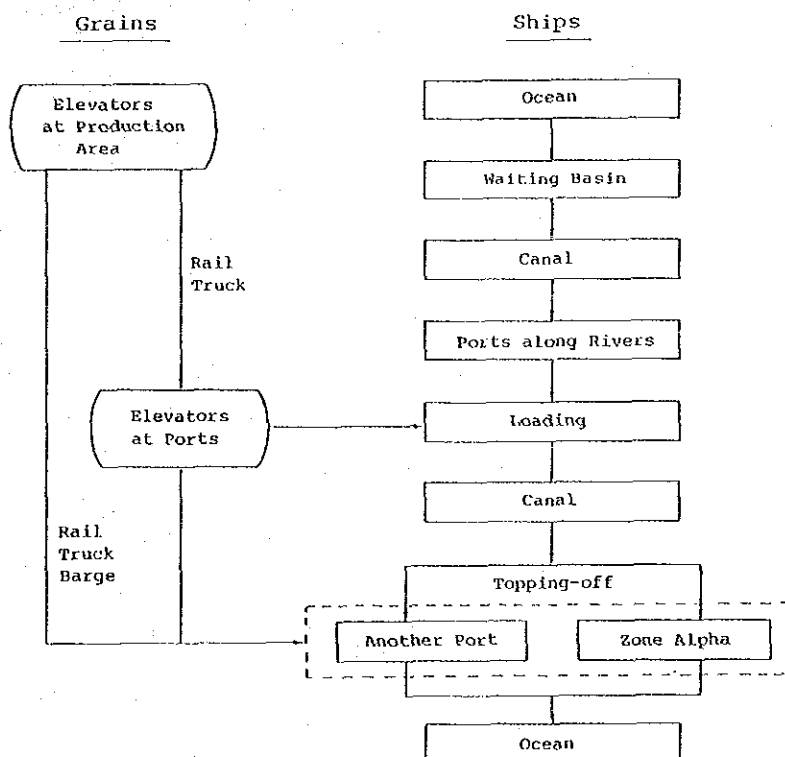 Grains
Ships
Elevators
at Production
Area
Rail
Truck
Elevators
at Ports
Rail
Truck
Barge
Ocean
Waiting Basin
Canal
Ports along Rivers
Loading
Canal
Topping-off
Another Port
Zone Alpha
Ocean